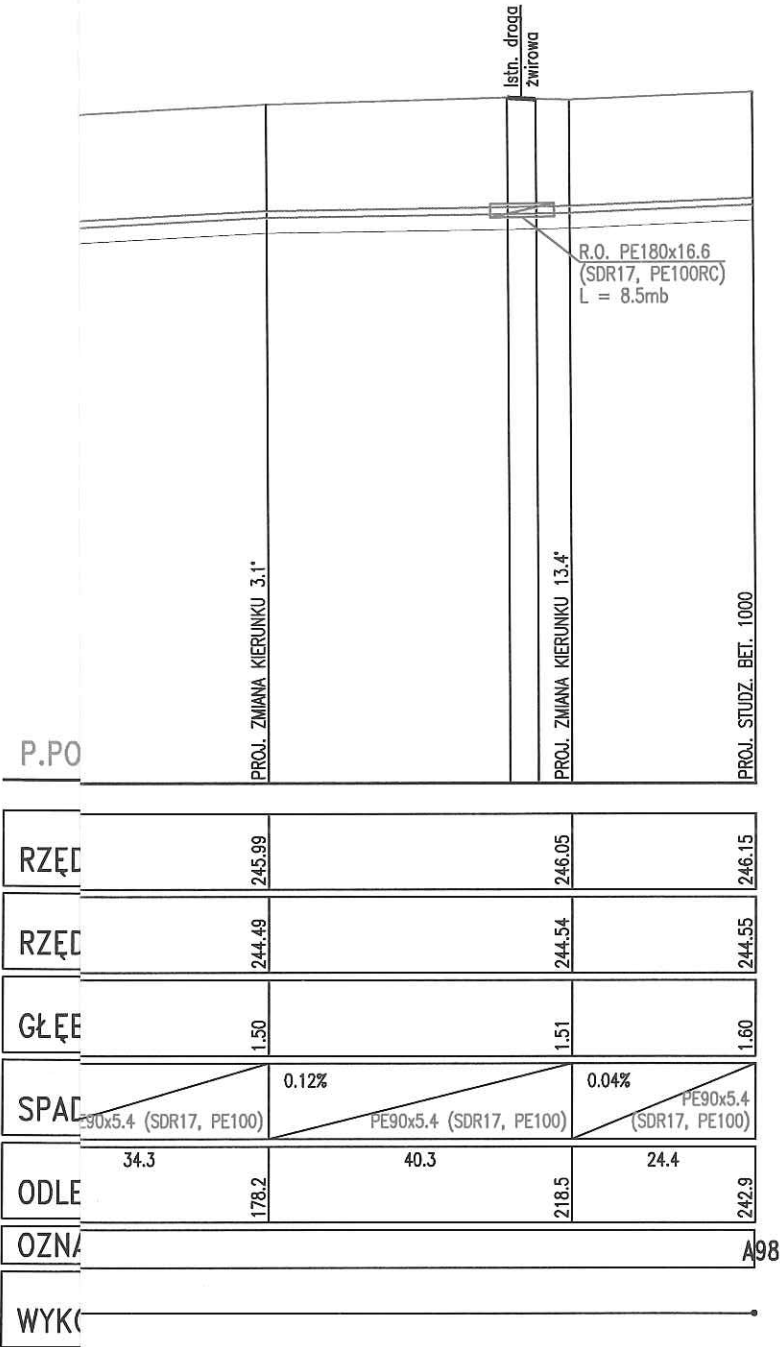 Istn. droga
żwirowa
R.O. PE180x16.6
(SDR17, PE100RC)
L = 8.5mb
PROJ. ZMIANA KIERUNKU 3.1°
PROJ. ZMIANA KIERUNKU 13.4°
PROJ. STUDZ. BET. 1000
P.PO
RZĘD
245.99
246.05
246.15
RZĘD
244.49
244.54
244.55
GŁĘB
1.50
1.51
1.60
SPAD
0.12%
0.04%
PE90x5.4
E90x5.4 (SDR17, PE100)
PE90x5.4 (SDR17, PE100)
(SDR17, PE100)
34.3
40.3
24.4
ODLE
178.2
218.5
242.9
OZNA
A98
WYKO